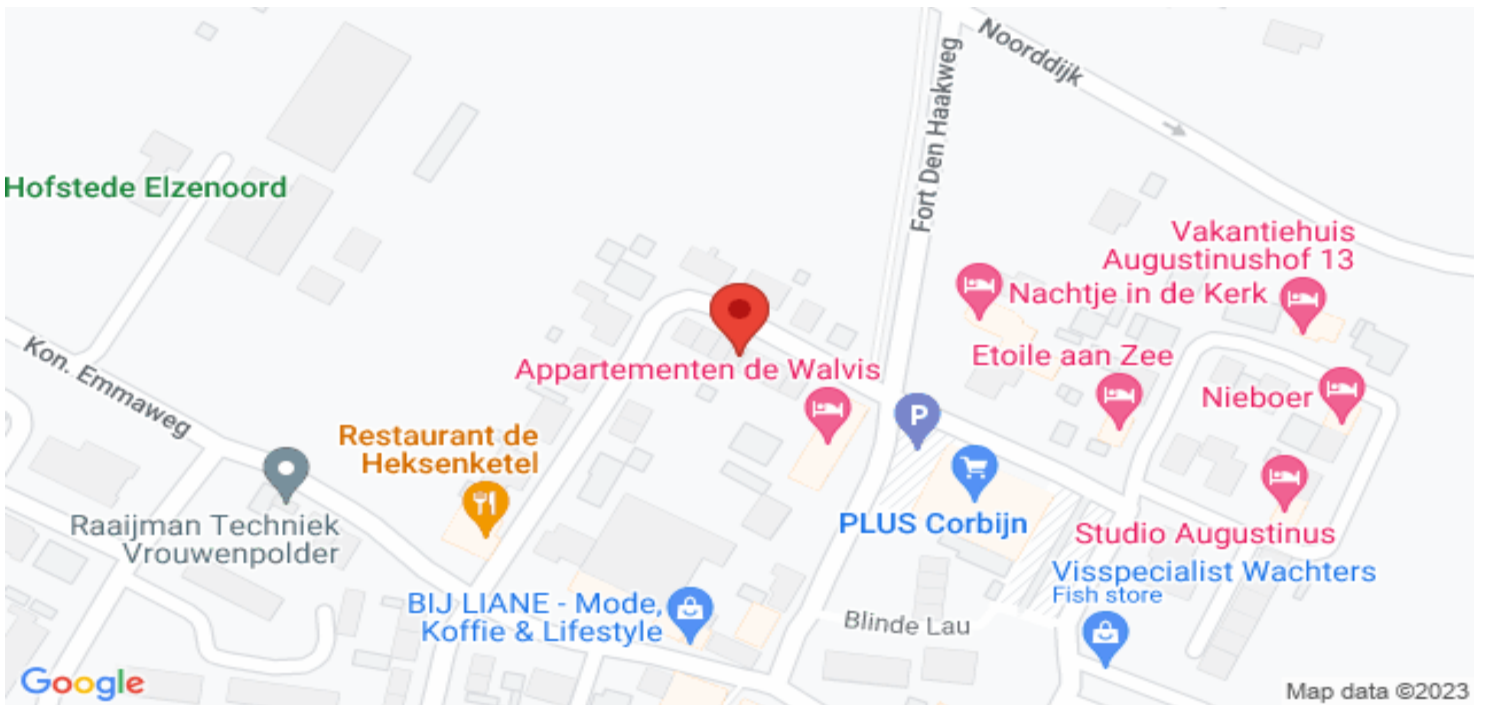 Noorddijk
Fort Den Haakweg
Hofstede Elzenoord
Vakantiehuis
Augustinushof 13
Nachtje in de Kerk
Kon. Emmaweg
Appartementen de Walvis
Etoile aan Zee
Nieboer
P
Restaurant de
Heksenketel
Raaijman Techniek
Vrouwenpolder
PLUS Corbijn
Studio Augustinus
Visspecialist Wachters
Fish store
BIJ LIANE - Mode,
Koffie & Lifestyle
Blinde Lau
Google
Map data ©2023